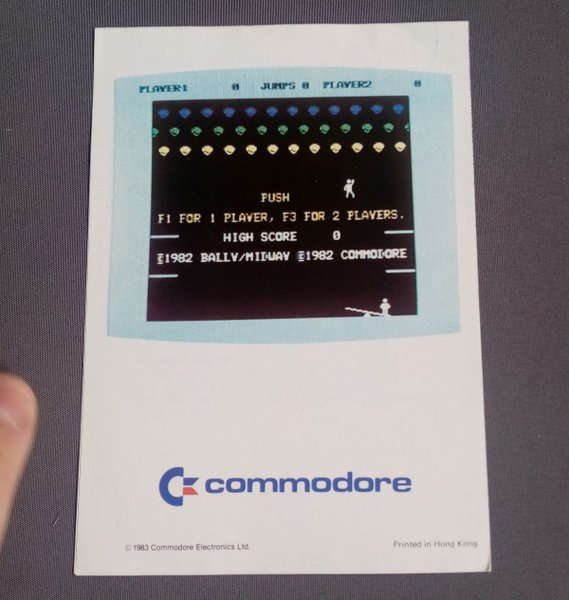 PLAYER1 0 JUMPS 0 PLAYER2 0
PUSH
F1 FOR 1 PLAYER, F3 FOR 2 PLAYERS.
HIGH SCORE 0
©1982 BALLY/MIDWAY ©1982 COMMODORE
commodore
© 1983 Commodore Electronics Ltd.
Printed in Hong Kong